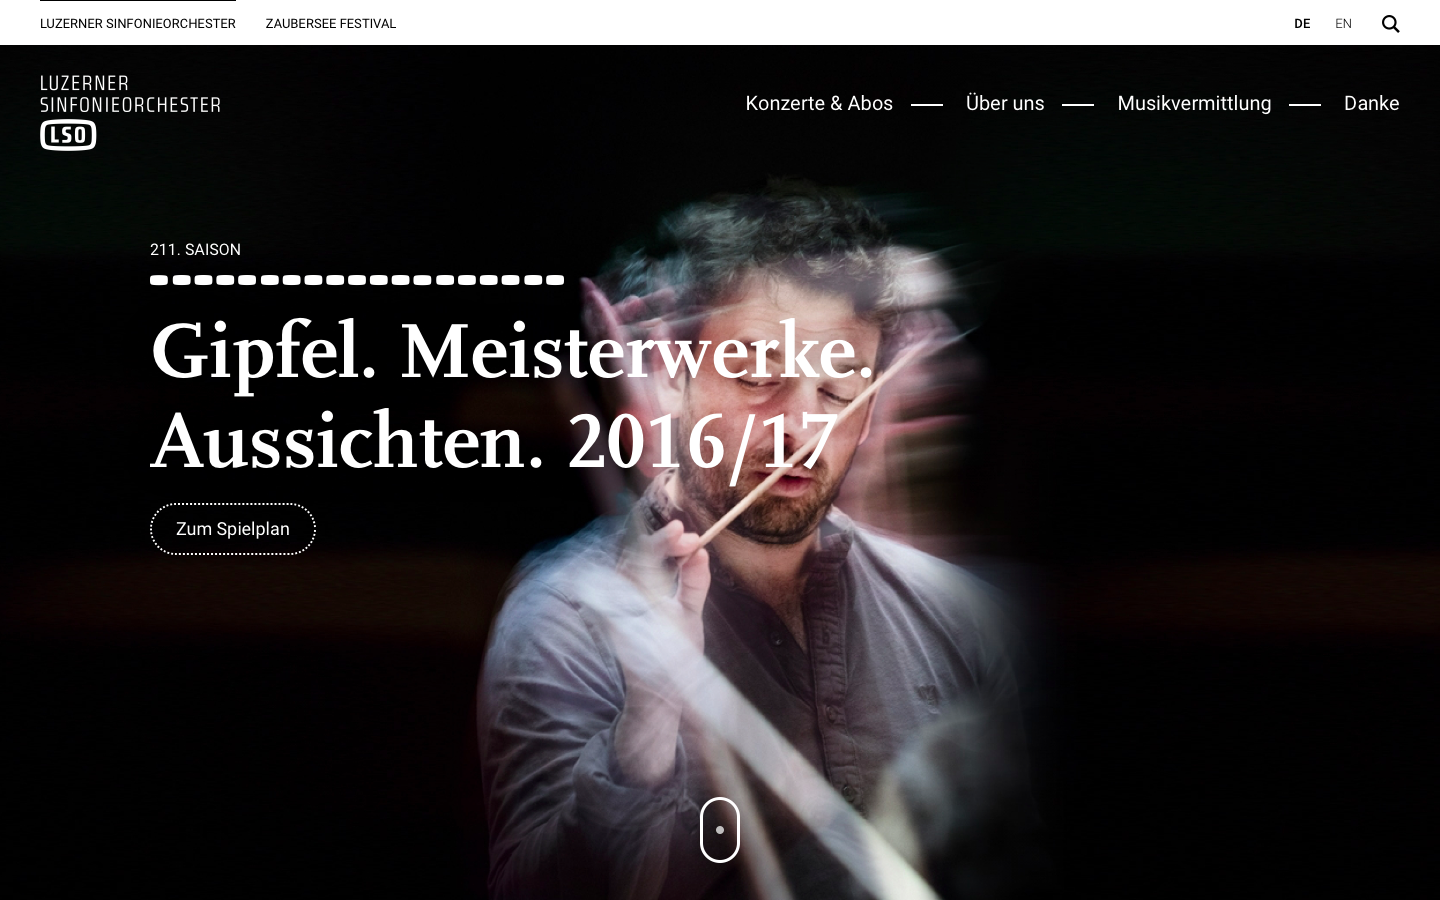 LUZERNER SINFONIEORCHESTER
ZAUBERSEE FESTIVAL
DE
EN
LUZERNER
SINFONIEORCHESTER
LSO
Konzerte & Abos
Über uns
Musikvermittlung
Danke
211. SAISON
Gipfel. Meisterwerke.
Aussichten. 2016/17
Zum Spielplan